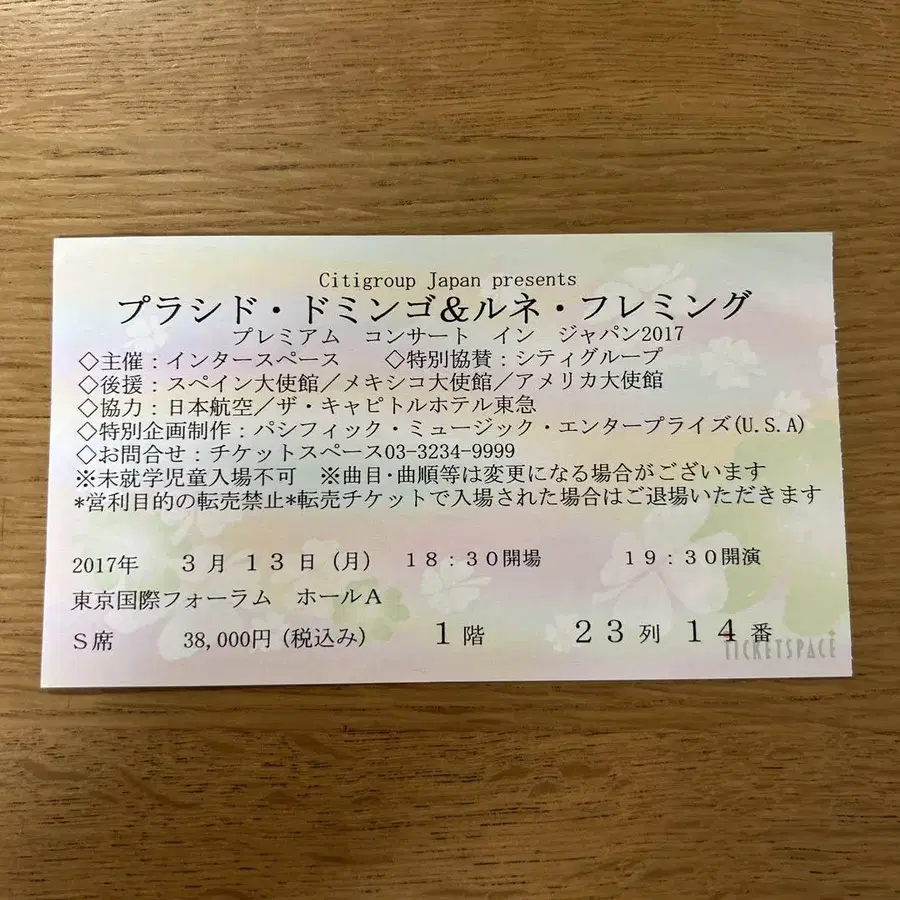 Citigroup Japan presents
プラシド・ドミンゴ&ルネ・フレミング
プレミアム コンサート イン ジャパン2017
◇主催：インタースペース ◇特別協賛：シティグループ
◇後援：スペイン大使館／メキシコ大使館／アメリカ大使館
◇協力：日本航空／ザ・キャピトルホテル東急
◇特別企画制作：パシフィック・ミュージック・エンタープライズ(U.S.A)
◇お問合せ：チケットスペース03-3234-9999
※未就学児童入場不可 ※曲目・曲順等は変更になる場合がございます
*営利目的の転売禁止*転売チケットで入場された場合はご退場いただきます
2017年 3月13日(月) 18：30開場 19：30開演
東京国際フォーラム ホールA
S席 38,000円(税込み) 1階 23列 14番
TICKETSPACE